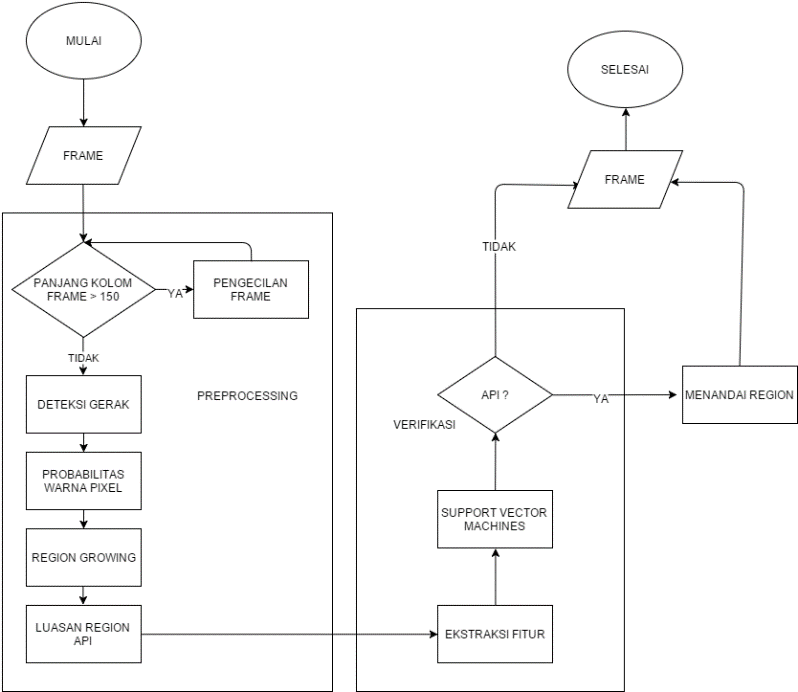 MULAI
FRAME
PANJANG KOLOM
FRAME > 150
YA
PENGECILAN
FRAME
TIDAK
DETEKSI GERAK
PREPROCESSING
PROBABILITAS
WARNA PIXEL
REGION GROWING
LUASAN REGION
API
EKSTRAKSI FITUR
SUPPORT VECTOR
MACHINES
VERIFIKASI
API ?
YA
MENANDAI REGION
TIDAK
FRAME
SELESAI